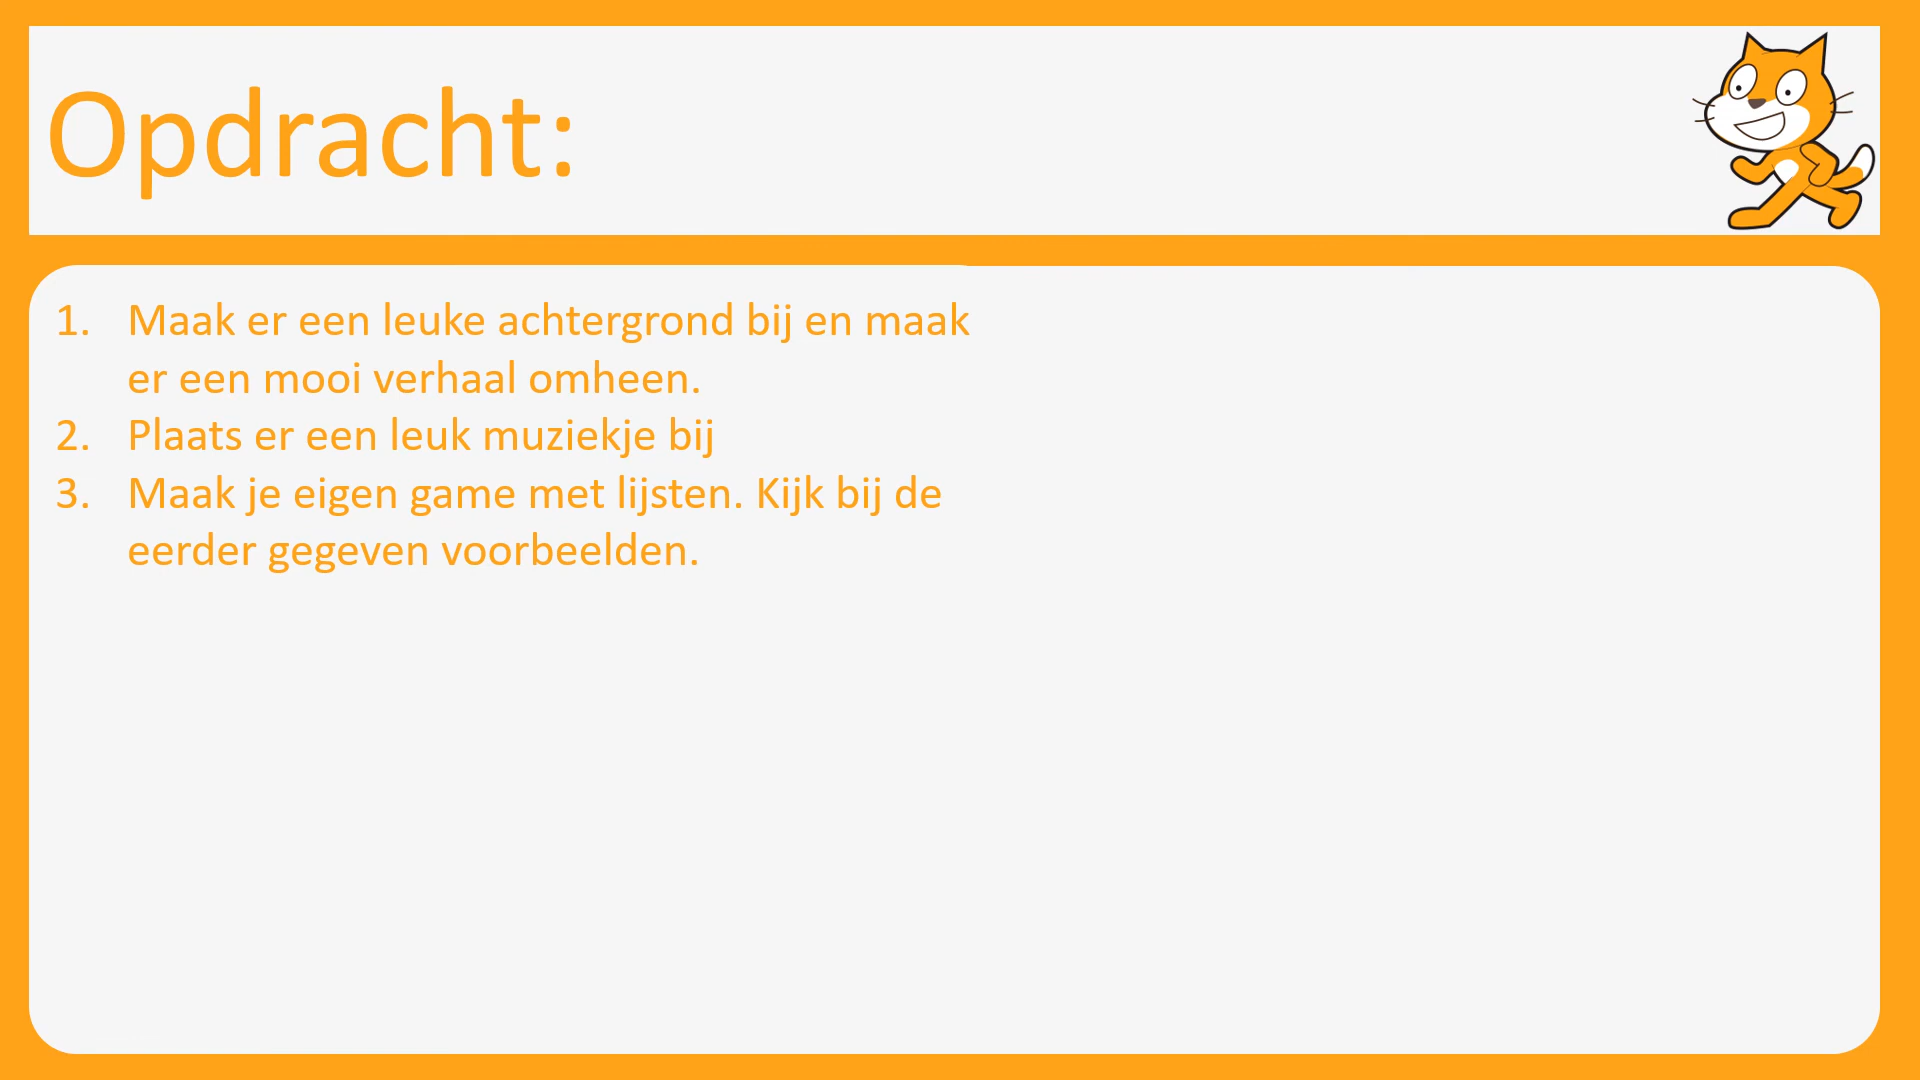 Opdracht:
1. Maak er een leuke achtergrond bij en maak
er een mooi verhaal omheen.
2. Plaats er een leuk muziekje bij
3. Maak je eigen game met lijsten. Kijk bij de
eerder gegeven voorbeelden.